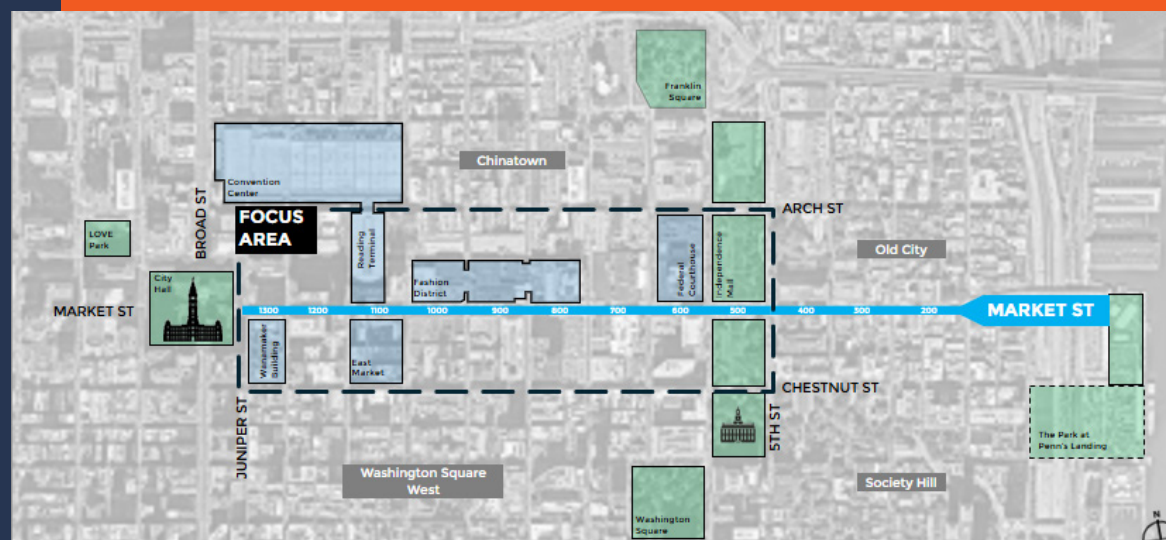 Franklin
Square
Chinatown
Convention
Center
BROAD ST
FOCUS
AREA
ARCH ST
LOVE
Park
Reading
Terminal
Federal
Courthouse
Independence
Mall
Old City
City
Hall
Fashion
District
MARKET ST
1300
1200
1100
1000
900
800
700
600
500
400
300
200
MARKET ST
Wanamaker
Building
East
Market
CHESTNUT ST
JUNIPER ST
5TH ST
The Park at
Penn's Landing
Washington Square
West
Society Hill
Washington
Square
N